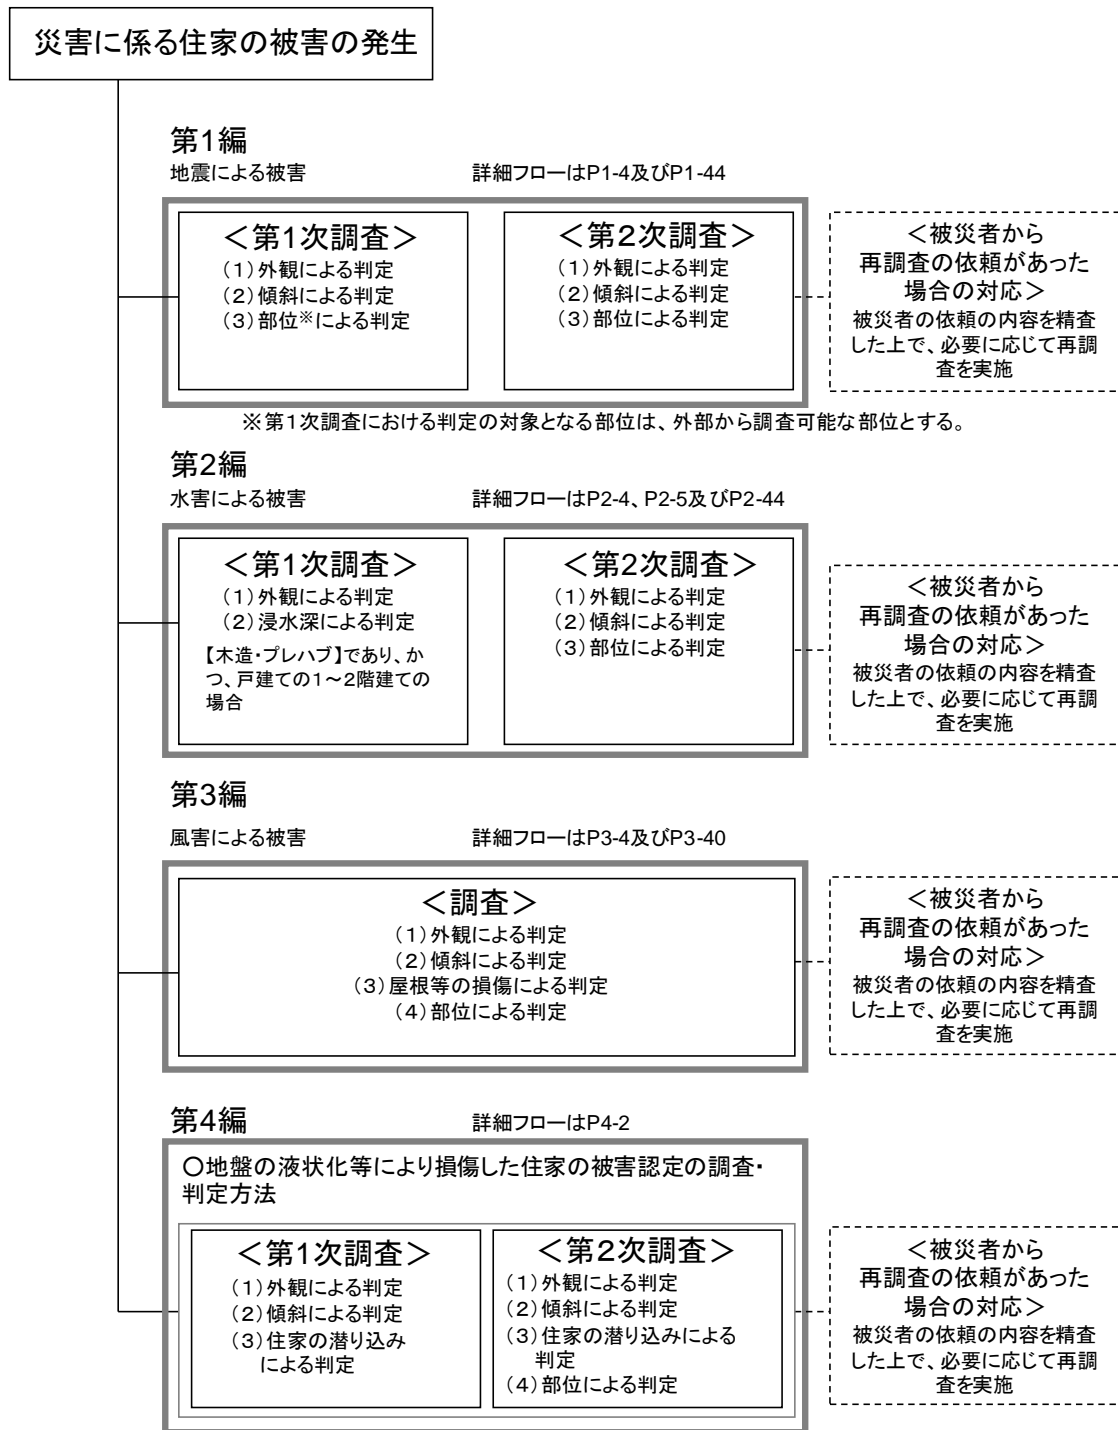 災害に係る住家の被害の発生
第1編
地震による被害
詳細フローはP1-4及びP1-44
＜第1次調査＞
（１）外観による判定
（２）傾斜による判定
（３）部位※による判定
＜第２次調査＞
（１）外観による判定
（２）傾斜による判定
（３）部位による判定
＜被災者から
再調査の依頼があった
場合の対応＞
被災者の依頼の内容を精査
した上で、必要に応じて再調
査を実施
※第１次調査における判定の対象となる部位は、外部から調査可能な部位とする。
第2編
水害による被害
詳細フローはP2-4、P2-5及びP2-44
＜第1次調査＞
（１）外観による判定
（２）浸水深による判定
【木造・プレハブ】であり、か
つ、戸建ての１～２階建ての
場合
＜第２次調査＞
（１）外観による判定
（２）傾斜による判定
（３）部位による判定
＜被災者から
再調査の依頼があった
場合の対応＞
被災者の依頼の内容を精査
した上で、必要に応じて再調
査を実施
第3編
風害による被害
詳細フローはP3-4及びP3-40
＜調査＞
（１）外観による判定
（２）傾斜による判定
（３）屋根等の損傷による判定
（４）部位による判定
＜被災者から
再調査の依頼があった
場合の対応＞
被災者の依頼の内容を精査
した上で、必要に応じて再調
査を実施
第4編
詳細フローはP4-2
〇地盤の液状化等により損傷した住家の被害認定の調査・
判定方法
＜第1次調査＞
（１）外観による判定
（２）傾斜による判定
（３）住家の潜り込み
による判定
＜第２次調査＞
（１）外観による判定
（２）傾斜による判定
（３）住家の潜り込みによる
判定
（４）部位による判定
＜被災者から
再調査の依頼があった
場合の対応＞
被災者の依頼の内容を精査
した上で、必要に応じて再調
査を実施